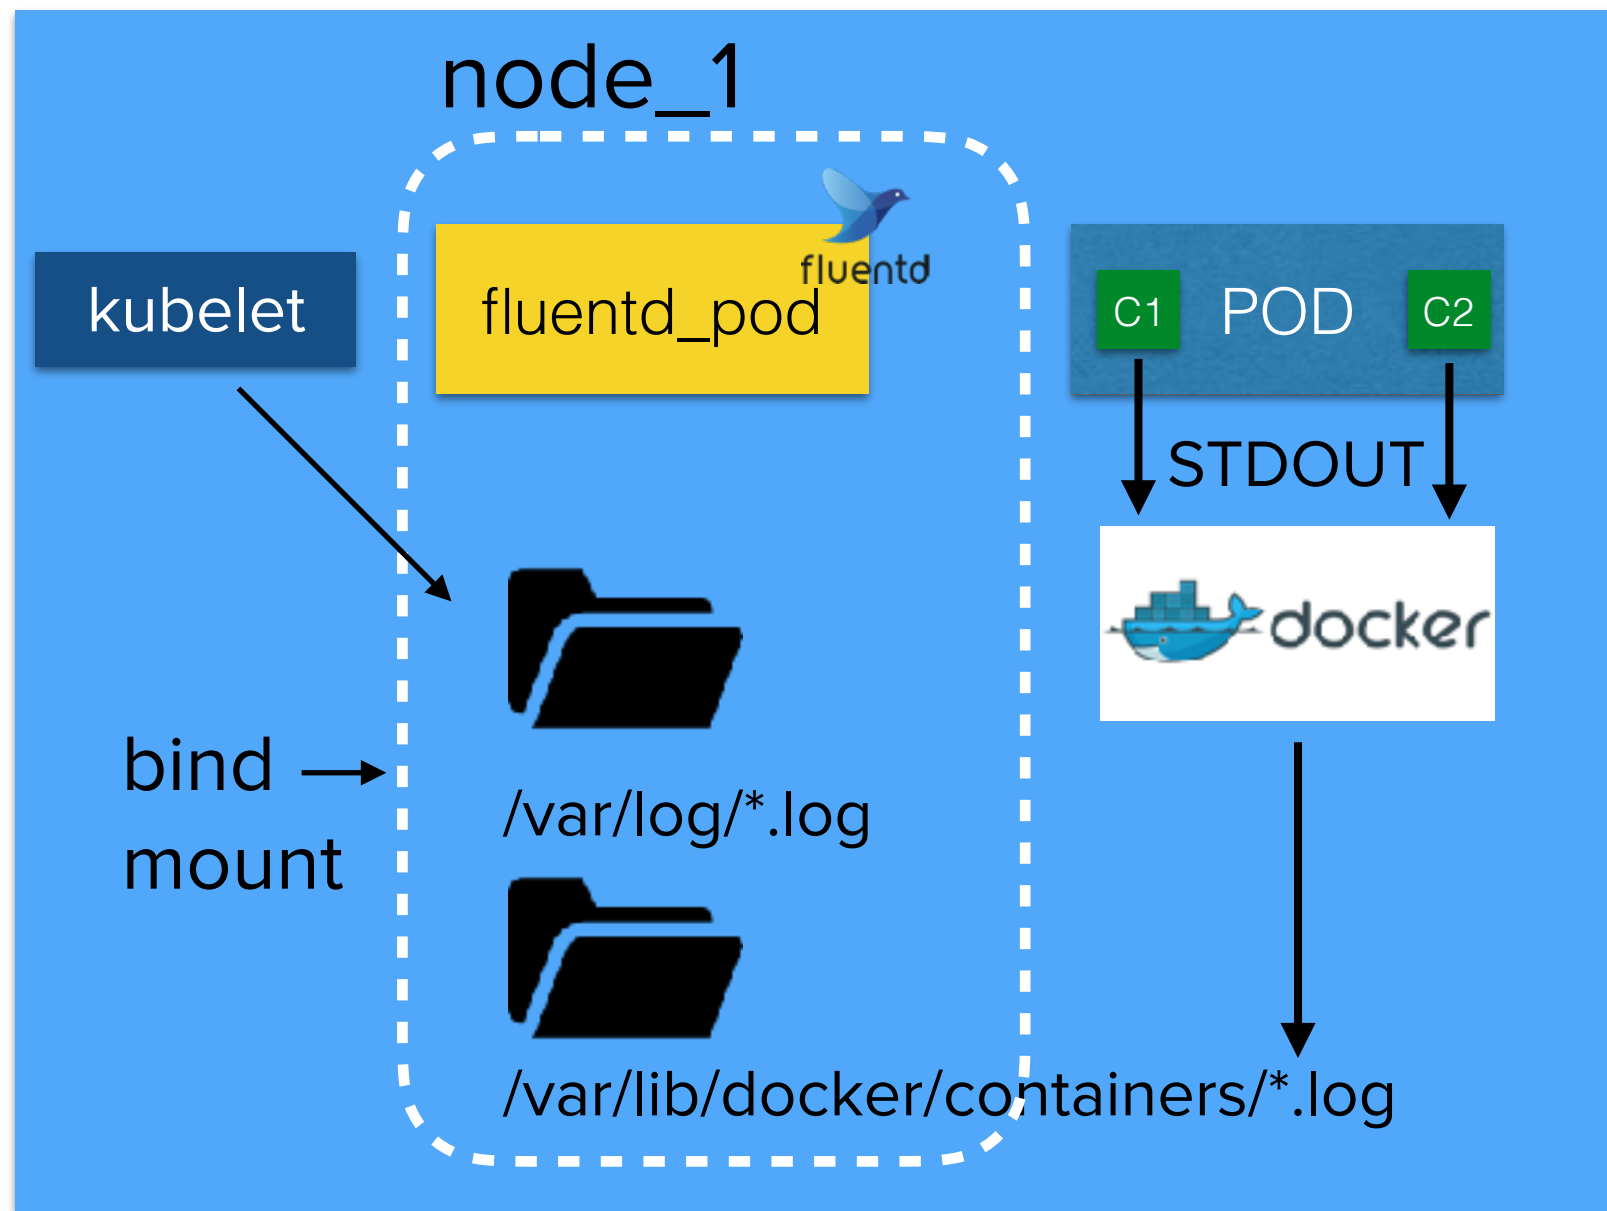 node_1
kubelet
fluentd_pod
fluentd
C1
POD
C2
STDOUT
docker
bind
mount
/var/log/*.log
/var/lib/docker/containers/*.log